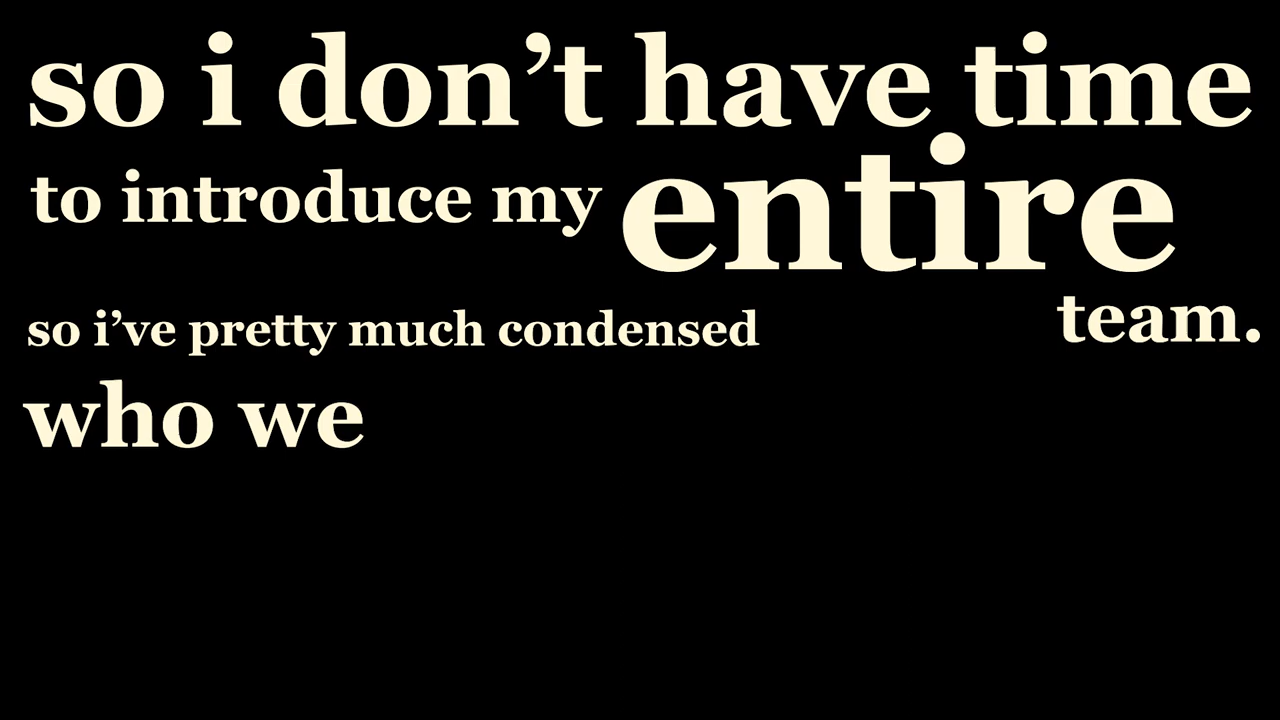 so i don’t have time
to introduce my entire
team.
so i’ve pretty much condensed
who we